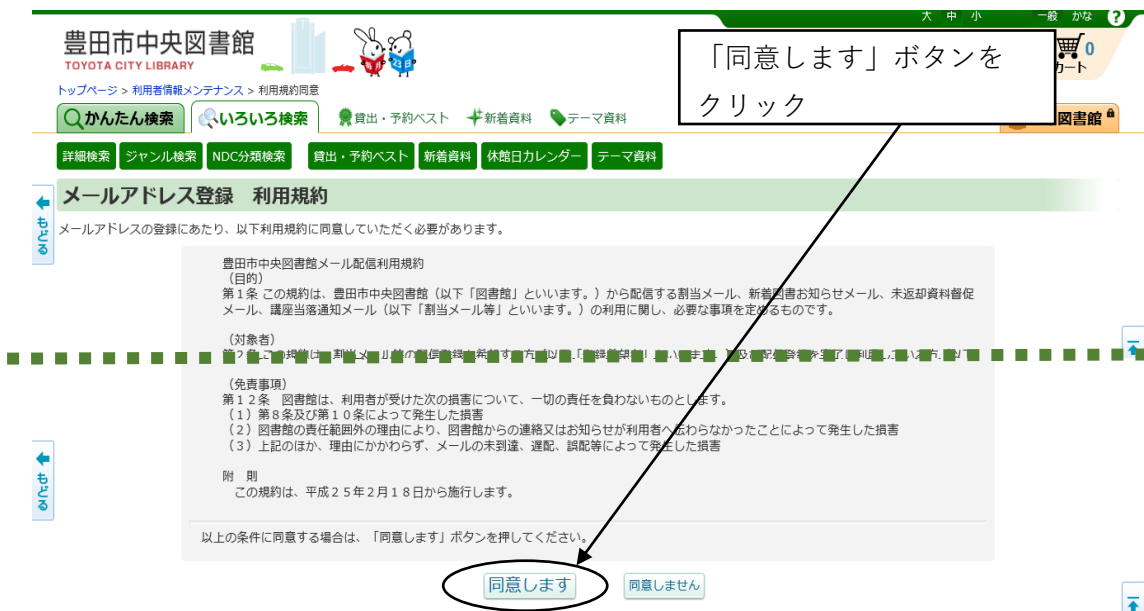 大 中 小 一般 かな ?
豊田市中央図書館
TOYOTA CITY LIBRARY
0
カート
「同意します」ボタンを
クリック
トップページ > 利用者情報メンテナンス > 利用規約同意
かんたん検索 いろいろ検索 貸出・予約ベスト 新着資料 テーマ資料 図書館
詳細検索 ジャンル検索 NDC分類検索 貸出・予約ベスト 新着資料 休館日カレンダー テーマ資料
メールアドレス登録 利用規約
もどる
メールアドレスの登録にあたり、以下利用規約に同意していただく必要があります。
豊田市中央図書館メール配信利用規約
(目的)
第1条 この規約は、豊田市中央図書館(以下「図書館」といいます。)から配信する割当メール、新着図書お知らせメール、未返却資料督促
メール、講座当落通知メール(以下「割当メール等」といいます。)の利用に関し、必要な事項を定めるものです。
(対象者)
(免責事項)
第12条 図書館は、利用者が受けた次の損害について、一切の責任を負わないものとします。
(1)第8条及び第10条によって発生した損害
(2)図書館の責任範囲外の理由により、図書館からの連絡又はお知らせが利用者へ伝わらなかったことによって発生した損害
(3)上記のほか、理由にかかわらず、メールの未到達、遅配、誤配等によって発生した損害
もどる
附 則
この規約は、平成25年2月18日から施行します。
以上の条件に同意する場合は、「同意します」ボタンを押してください。
同意します 同意しません